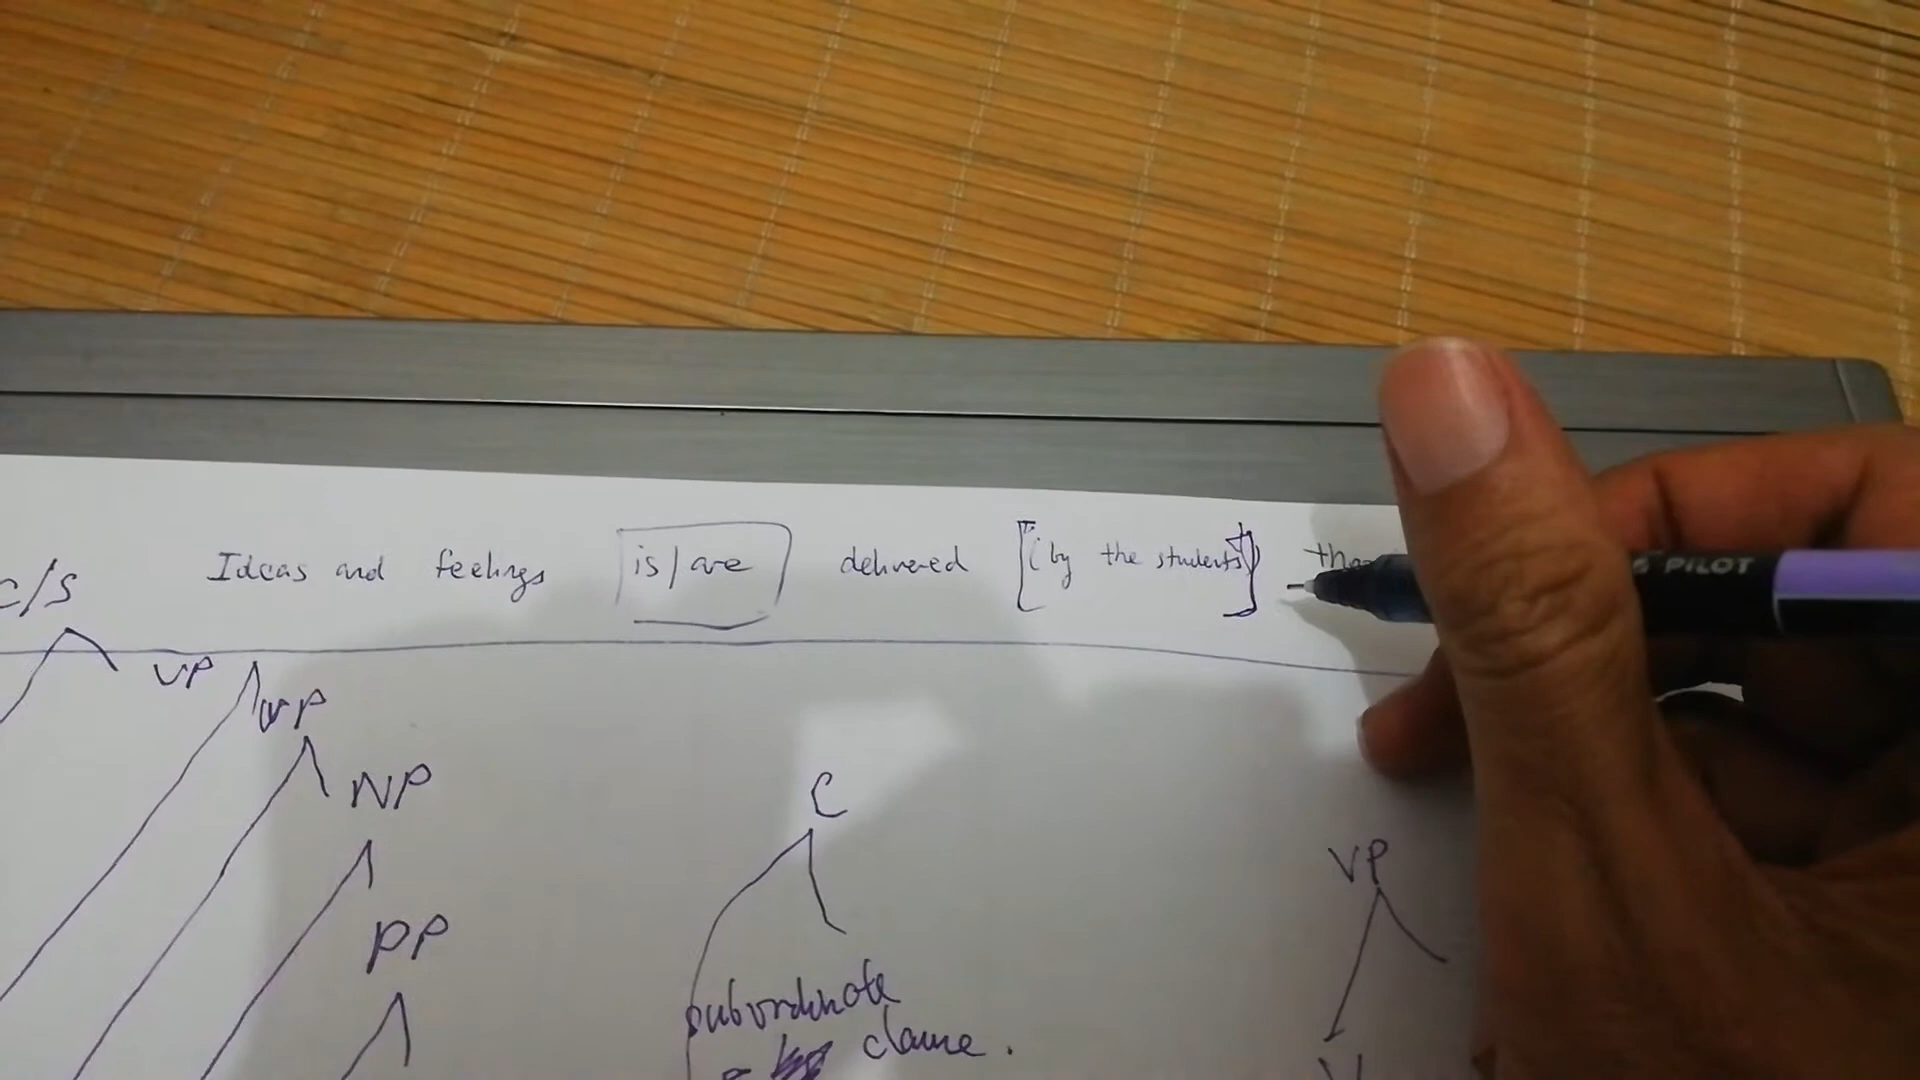 C/S Ideas and feelings is/are delivered [(by the students)]
PILOT
VP
VP
NP
C
VP
PP
subordinate
clause.
V